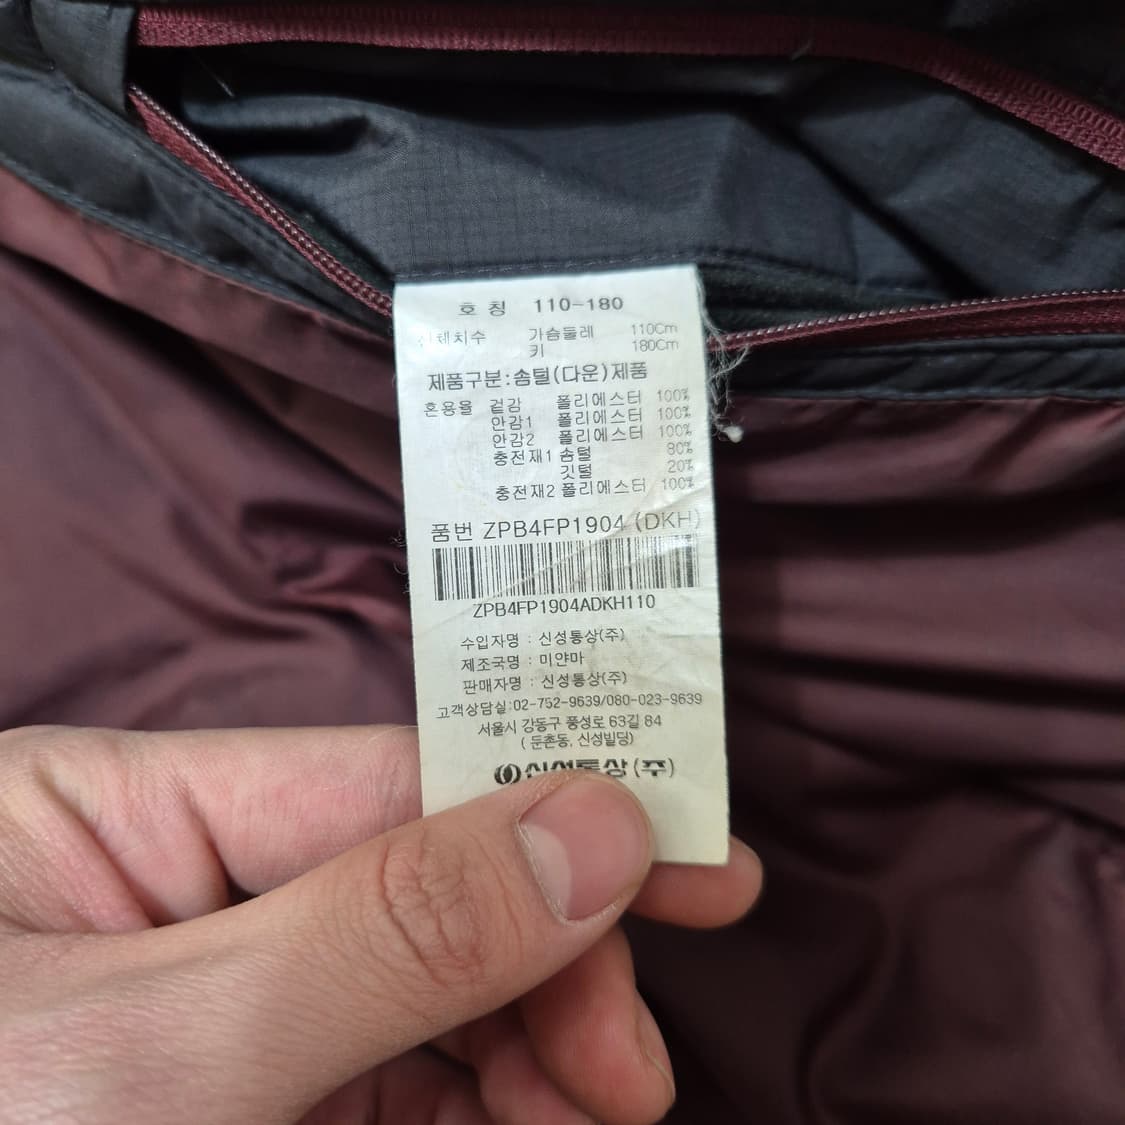 호칭 110-180
신체치수 가슴둘레 110Cm
키 180Cm
제품구분:솜털(다운)제품
혼용율 겉감 폴리에스터 100%
안감1 폴리에스터 100%
안감2 폴리에스터 100%
충전재1 솜털 80%
깃털 20%
충전재2 폴리에스터 100%
품번 ZPB4FP1904 (DKH)
ZPB4FP1904ADKH110
수입자명 : 신성통상(주)
제조국명 : 미얀마
판매자명 : 신성통상(주)
고객상담실:02-752-9639/080-023-9639
서울시 강동구 풍성로 63길 84
( 둔촌동, 신성빌딩)
신성통상(주)